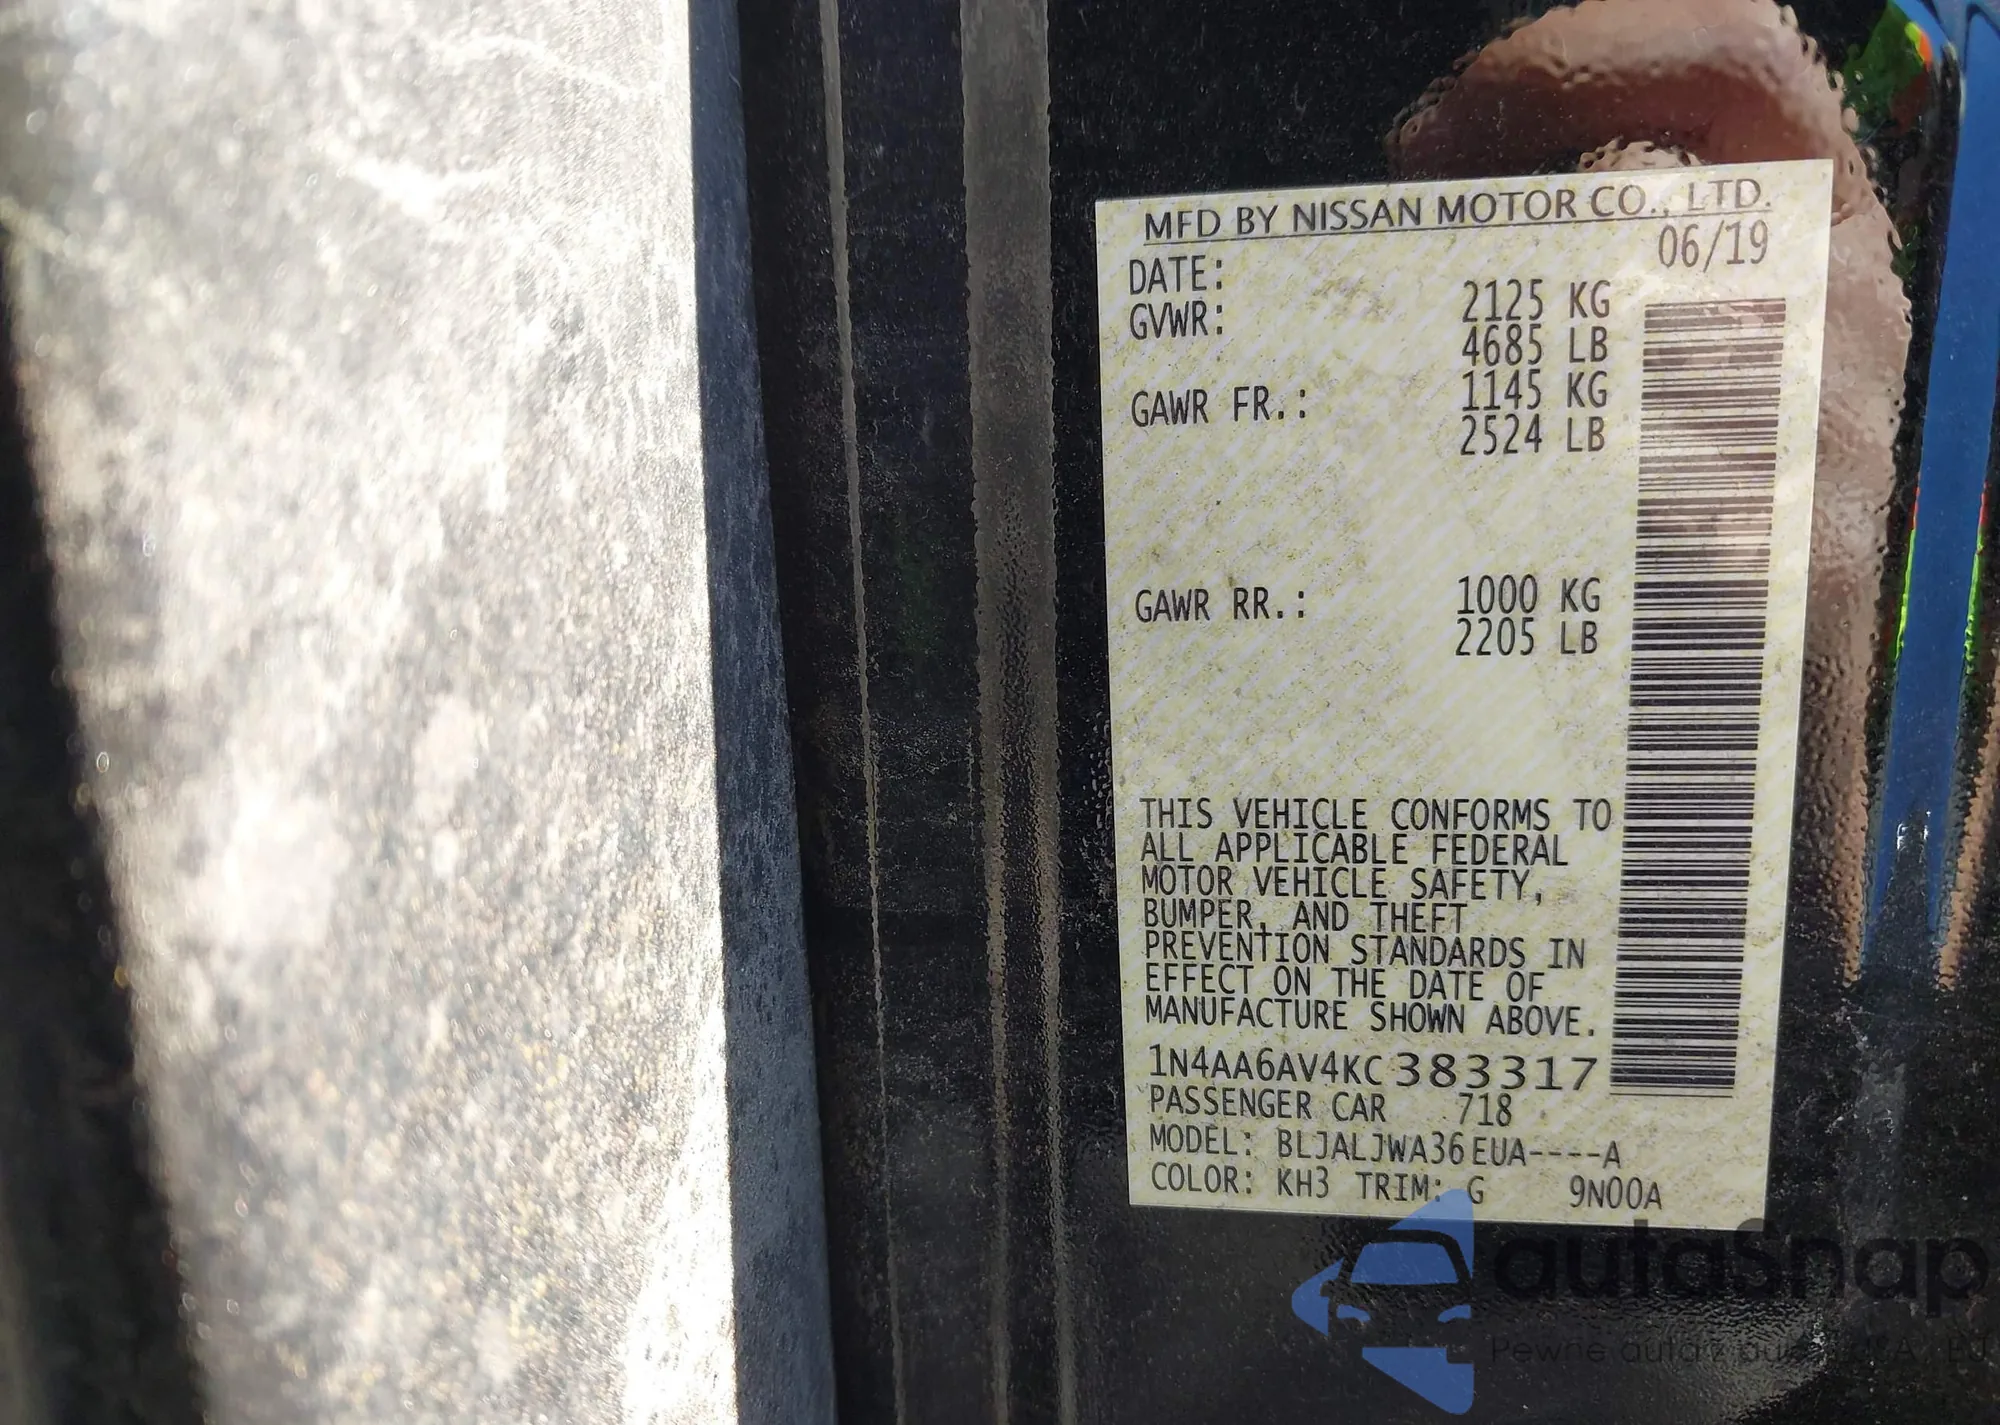 MFD BY NISSAN MOTOR CO., LTD.
DATE: 06/19
GVWR: 2125 KG
4685 LB
GAWR FR.: 1145 KG
2524 LB
GAWR RR.: 1000 KG
2205 LB
THIS VEHICLE CONFORMS TO
ALL APPLICABLE FEDERAL
MOTOR VEHICLE SAFETY,
BUMPER, AND THEFT
PREVENTION STANDARDS IN
EFFECT ON THE DATE OF
MANUFACTURE SHOWN ABOVE.
1N4AA6AV4KC383317
PASSENGER CAR 718
MODEL: BLJALJWA36EUA----A
COLOR: KH3 TRIM: G 9N00A
autaSnap
Pewne auta z